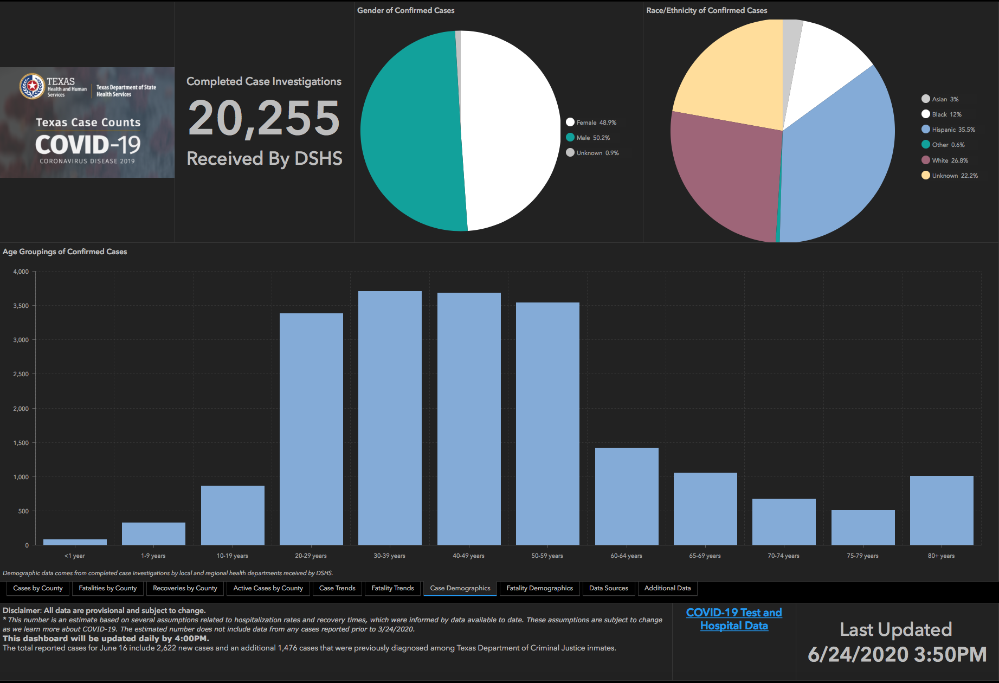 TEXAS
Health and Human
Services
Texas Department of State
Health Services
Texas Case Counts
COVID-19
CORONAVIRUS DISEASE 2019
Completed Case Investigations
20,255
Received By DSHS
Gender of Confirmed Cases
Female 48.9%
Male 50.2%
Unknown 0.9%
Race/Ethnicity of Confirmed Cases
Asian 3%
Black 12%
Hispanic 35.5%
Other 0.6%
White 26.8%
Unknown 22.2%
Age Groupings of Confirmed Cases
4,000
3,500
3,000
2,500
2,000
1,500
1,000
500
0
<1 year
1-9 years
10-19 years
20-29 years
30-39 years
40-49 years
50-59 years
60-64 years
65-69 years
70-74 years
75-79 years
80+ years
Demographic data comes from completed case investigations by local and regional health departments received by DSHS.
Cases by County
Fatalities by County
Recoveries by County
Active Cases by County
Case Trends
Fatality Trends
Case Demographics
Fatality Demographics
Data Sources
Additional Data
Disclaimer: All data are provisional and subject to change.
* This number is an estimate based on several assumptions related to hospitalization rates and recovery times, which were informed by data available to date. These assumptions are subject to change
as we learn more about COVID-19. The estimated number does not include data from any cases reported prior to 3/24/2020.
This dashboard will be updated daily by 4:00PM.
The total reported cases for June 16 include 2,622 new cases and an additional 1,476 cases that were previously diagnosed among Texas Department of Criminal Justice inmates.
COVID-19 Test and
Hospital Data
Last Updated
6/24/2020 3:50PM